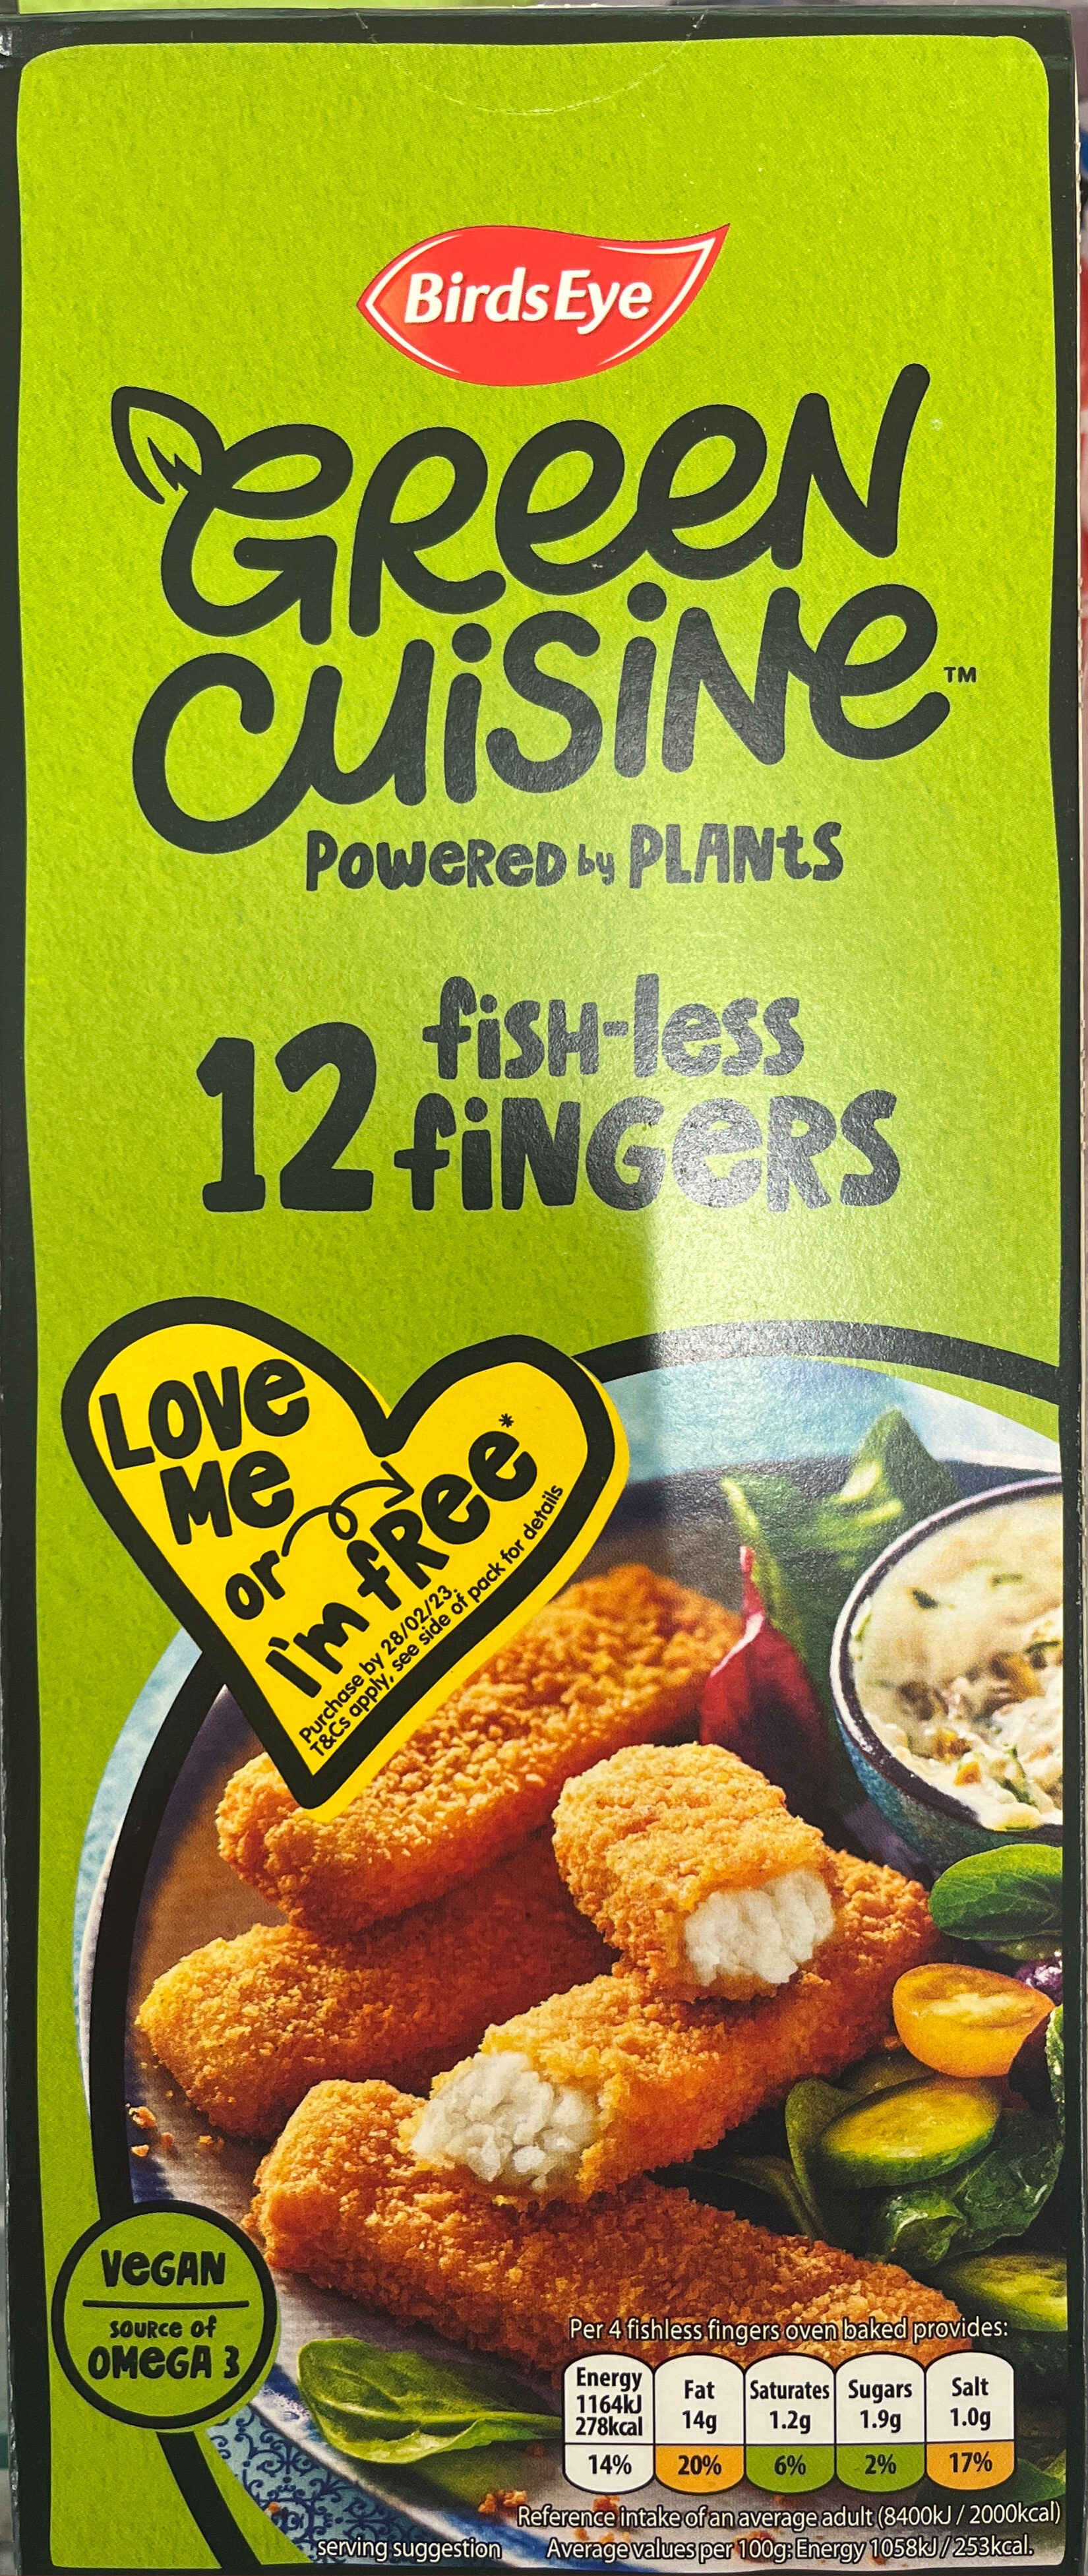 BirdsEye
GREEN
CUISINE™
POWERED by PLANTS
12 fisH-less
fiNGeRS
LOVE
Me
or
I'm fRee*
Purchase by 28/02/23.
T&Cs apply, see side of pack for details
VEGAN
SOURCE of
OMEGA 3
Per 4 fishless fingers oven baked provides:
Energy 1164kJ 278kcal 14%
Fat 14g 20%
Saturates 1.2g 6%
Sugars 1.9g 2%
Salt 1.0g 17%
Reference intake of an average adult (8400kJ / 2000kcal)
serving suggestion
Average values per 100g: Energy 1058kJ / 253kcal.